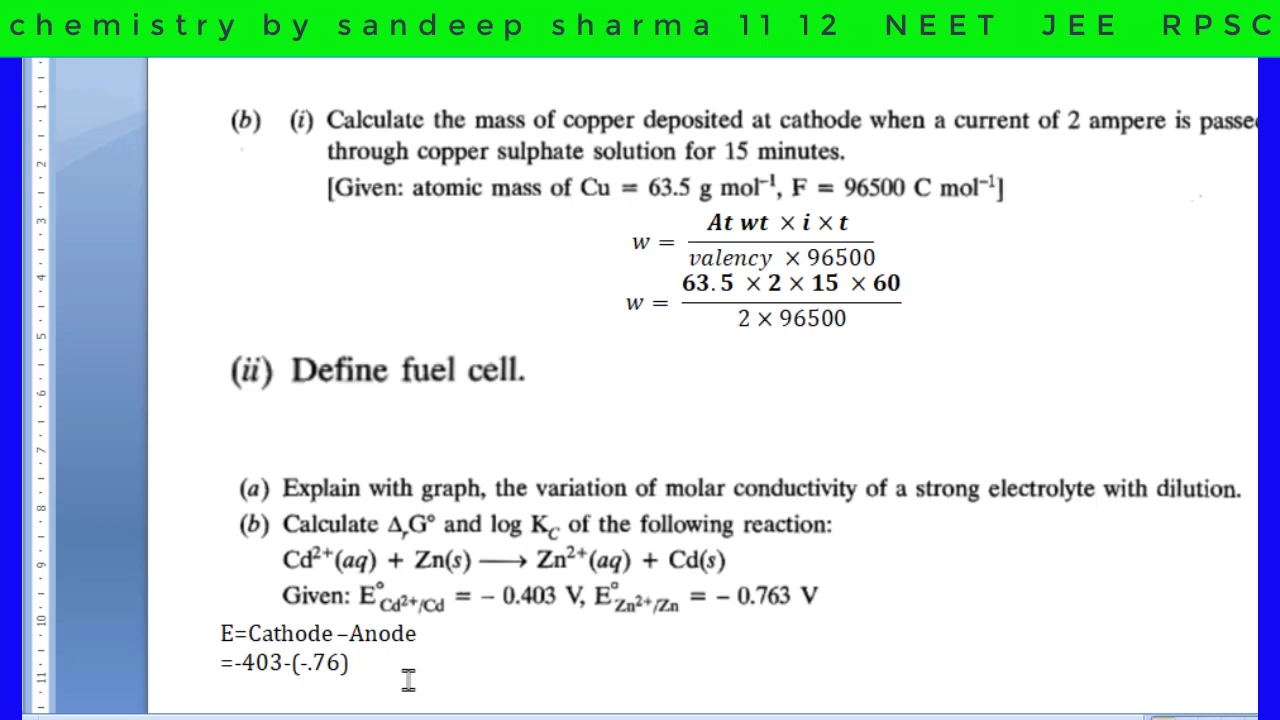 chemistry by sandeep sharma 11 12 NEET JEE RPSC
(b) (i) Calculate the mass of copper deposited at cathode when a current of 2 ampere is passe
through copper sulphate solution for 15 minutes.
[Given: atomic mass of Cu = 63.5 g mol⁻¹, F = 96500 C mol⁻¹]
w = At wt × i × t / valency × 96500
w = 63.5 × 2 × 15 × 60 / 2 × 96500
(ii) Define fuel cell.
(a) Explain with graph, the variation of molar conductivity of a strong electrolyte with dilution.
(b) Calculate ΔᵣG° and log K_C of the following reaction:
Cd²⁺(aq) + Zn(s) ⟶ Zn²⁺(aq) + Cd(s)
Given: E°Cd²⁺/Cd = − 0.403 V, E°Zn²⁺/Zn = − 0.763 V
E=Cathode –Anode
=-403-(-.76)